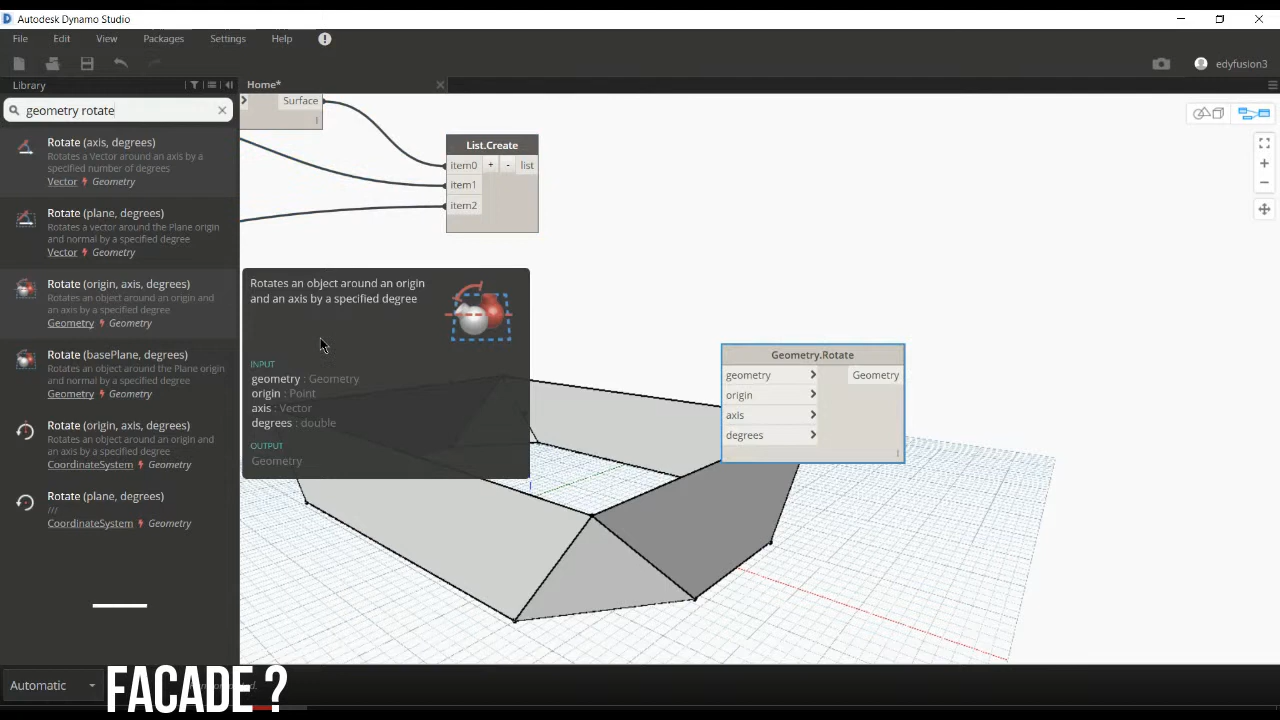 Autodesk Dynamo Studio
File Edit View Packages Settings Help
edyfusion3
Library
Home*
geometry rotate
Rotate (axis, degrees)
Rotates a Vector around an axis by a
specified number of degrees
Vector Geometry
Rotate (plane, degrees)
Rotates a vector around the Plane origin
and normal by a specified degree
Vector Geometry
Rotate (origin, axis, degrees)
Rotates an object around an origin and
an axis by a specified degree
Geometry Geometry
Rotate (basePlane, degrees)
Rotates an object around the Plane origin
and normal by a specified degree
Geometry Geometry
Rotate (origin, axis, degrees)
Rotates an object around an origin and
an axis by a specified degree
CoordinateSystem Geometry
Rotate (plane, degrees)
///
CoordinateSystem Geometry
Surface
List.Create
item0 + - list
item1
item2
Rotates an object around an origin
and an axis by a specified degree
INPUT
geometry : Geometry
origin : Point
axis : Vector
degrees : double
OUTPUT
Geometry
Geometry.Rotate
geometry > Geometry
origin >
axis >
degrees >
Automatic
FACADE ?